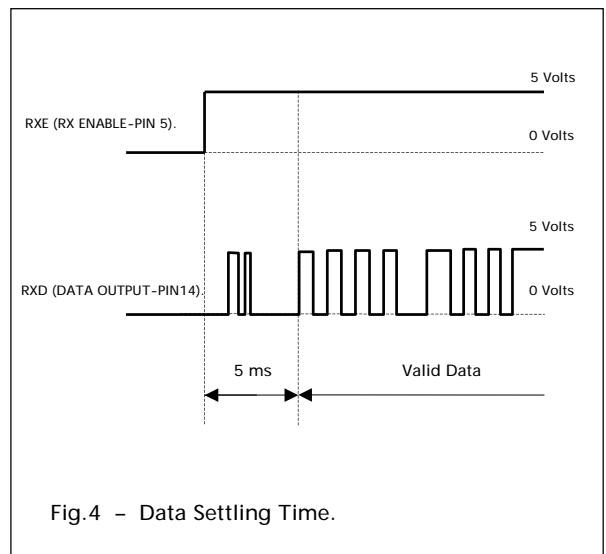 5 Volts
RXE (RX ENABLE-PIN 5).
0 Volts
5 Volts
RXD (DATA OUTPUT-PIN14).
0 Volts
5 ms
Valid Data
Fig.4 – Data Settling Time.